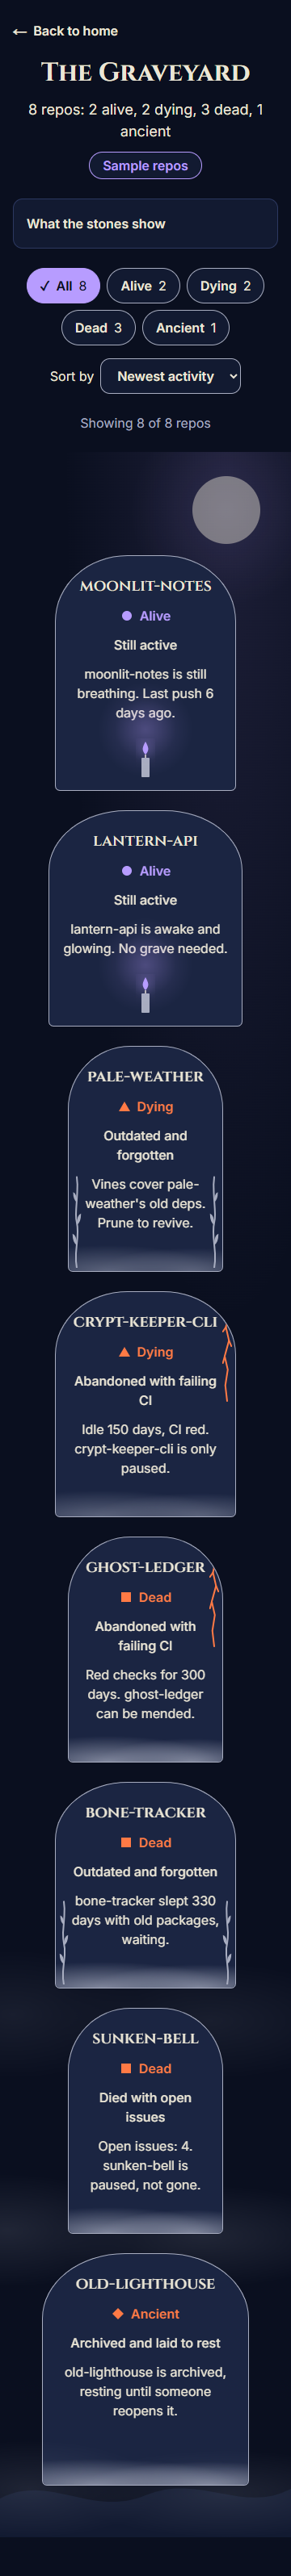 ← Back to home
The Graveyard
8 repos: 2 alive, 2 dying, 3 dead, 1
ancient
Sample repos
What the stones show
✓ All 8
Alive 2
Dying 2
Dead 3
Ancient 1
Sort by
Newest activity
Showing 8 of 8 repos
moonlit-notes
Alive
Still active
moonlit-notes is still
breathing. Last push 6
days ago.
lantern-api
Alive
Still active
lantern-api is awake and
glowing. No grave needed.
pale-weather
Dying
Outdated and
forgotten
Vines cover pale-
weather's old deps.
Prune to revive.
crypt-keeper-cli
Dying
Abandoned with failing
CI
Idle 150 days, CI red.
crypt-keeper-cli is only
paused.
ghost-ledger
Dead
Abandoned with
failing CI
Red checks for 300
days. ghost-ledger
can be mended.
bone-tracker
Dead
Outdated and forgotten
bone-tracker slept 330
days with old packages,
waiting.
sunken-bell
Dead
Died with open
issues
Open issues: 4.
sunken-bell is
paused, not gone.
old-lighthouse
Ancient
Archived and laid to rest
old-lighthouse is archived,
resting until someone
reopens it.